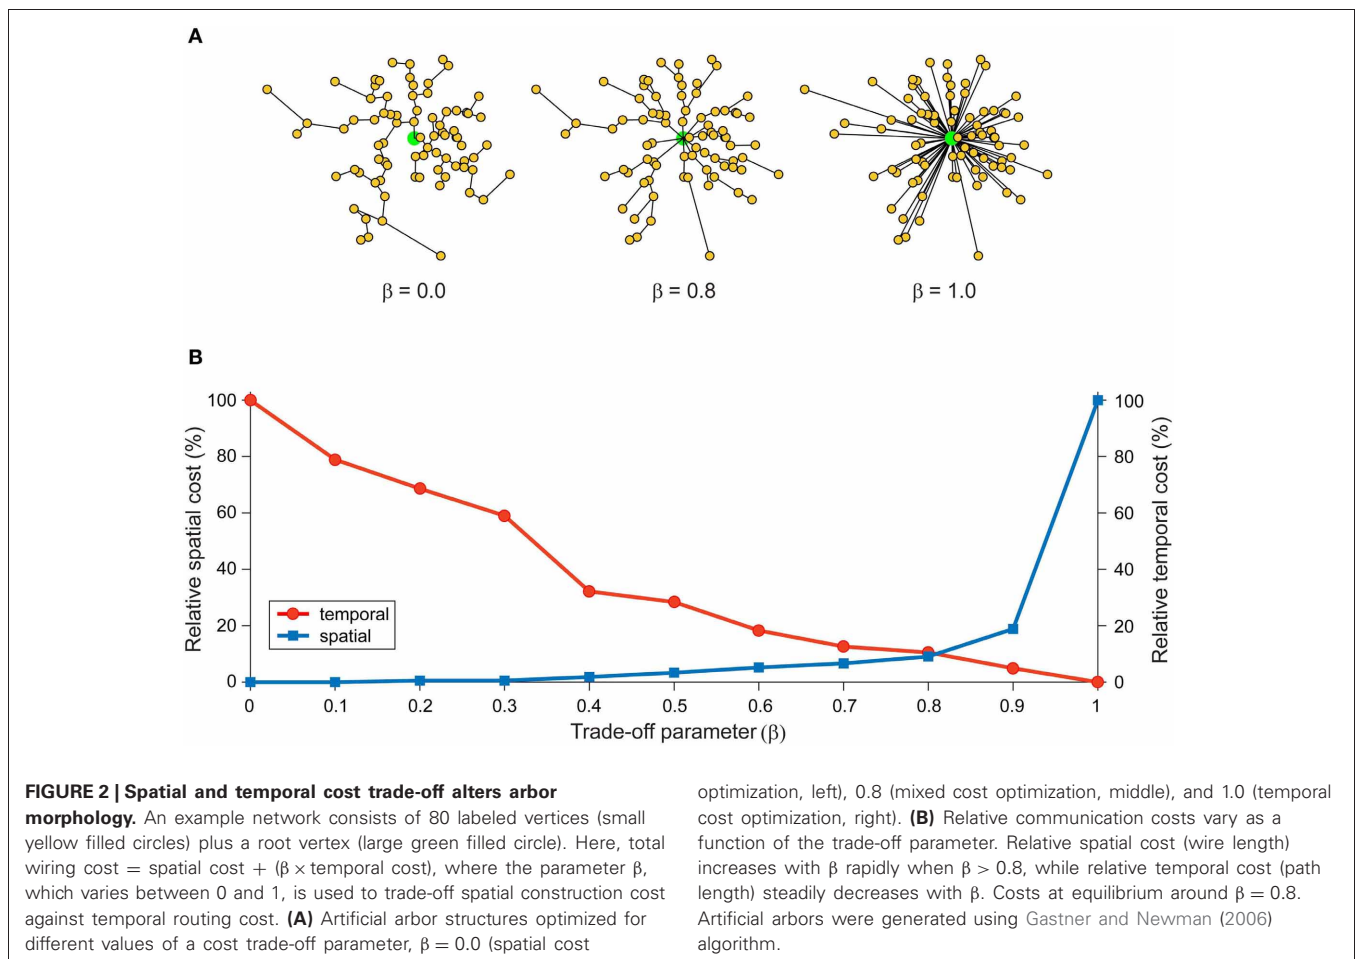 A
β = 0.0
β = 0.8
β = 1.0
B
100
80
60
40
20
0
Relative spatial cost (%)
temporal
spatial
100
80
60
40
20
0
Relative temporal cost (%)
0 0.1 0.2 0.3 0.4 0.5 0.6 0.7 0.8 0.9 1
Trade-off parameter (β)
FIGURE 2 | Spatial and temporal cost trade-off alters arbor
morphology. An example network consists of 80 labeled vertices (small
yellow filled circles) plus a root vertex (large green filled circle). Here, total
wiring cost = spatial cost + (β × temporal cost), where the parameter β,
which varies between 0 and 1, is used to trade-off spatial construction cost
against temporal routing cost. (A) Artificial arbor structures optimized for
different values of a cost trade-off parameter, β = 0.0 (spatial cost
optimization, left), 0.8 (mixed cost optimization, middle), and 1.0 (temporal
cost optimization, right). (B) Relative communication costs vary as a
function of the trade-off parameter. Relative spatial cost (wire length)
increases with β rapidly when β > 0.8, while relative temporal cost (path
length) steadily decreases with β. Costs at equilibrium around β = 0.8.
Artificial arbors were generated using Gastner and Newman (2006)
algorithm.